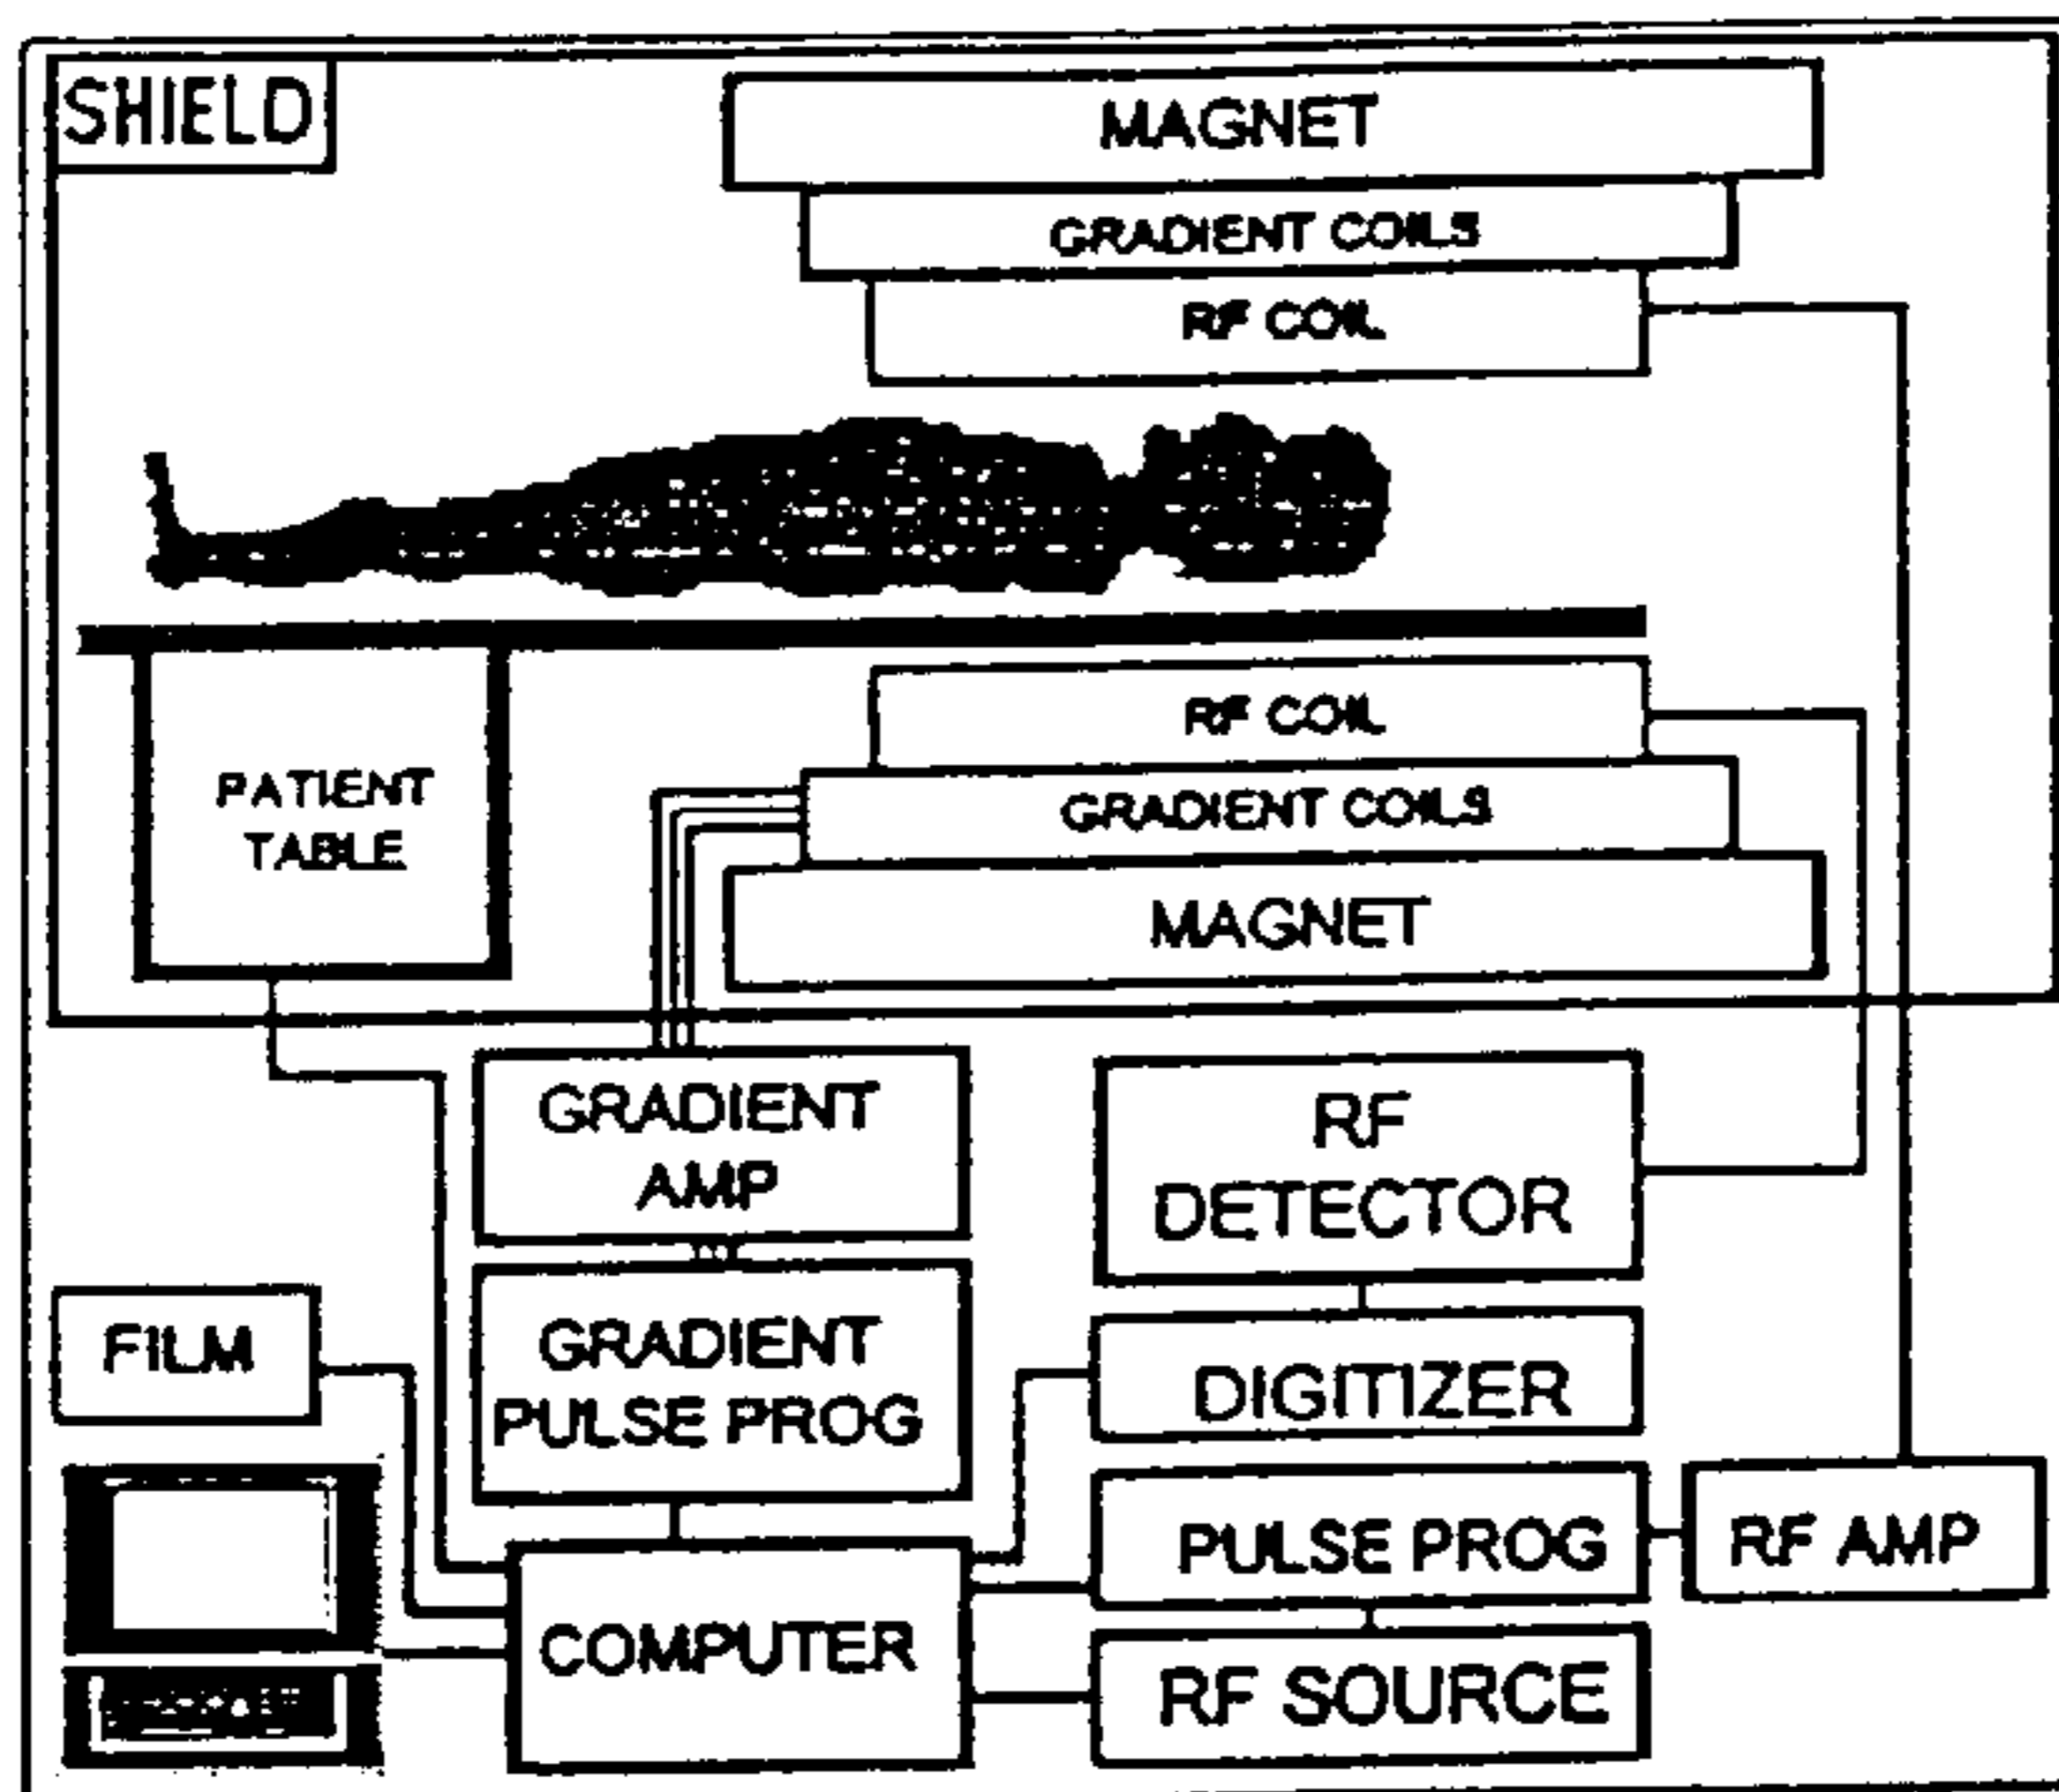 SHIELD
MAGNET
GRADIENT COILS
RF COIL
RF COIL
GRADIENT COILS
MAGNET
PATIENT
TABLE
GRADIENT
AMP
RF
DETECTOR
FILM
GRADIENT
PULSE PROG
DIGITIZER
PULSE PROG
RF AMP
COMPUTER
RF SOURCE